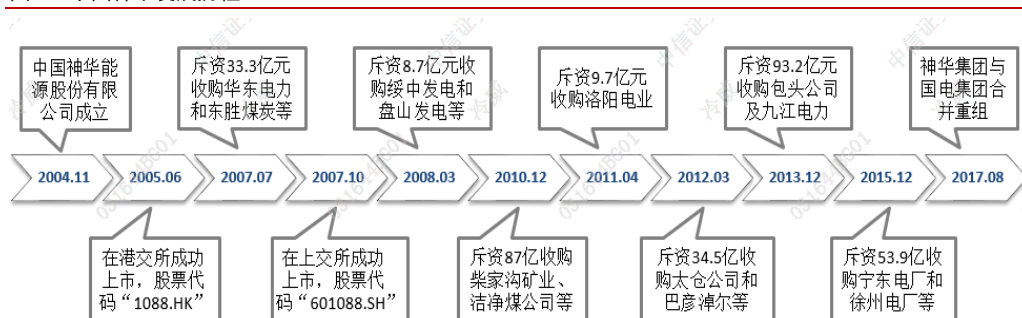 中国神华能
源股份有限
公司成立
斥资33.3亿元
收购华东电力
和东胜煤炭等
斥资8.7亿元收
购绥中发电和
盘山发电等
斥资9.7亿元
收购洛阳电业
斥资93.2亿元
收购包头公司
及九江电力
神华集团与
国电集团合
并重组
2004.11
2005.06
2007.07
2007.10
2008.03
2010.12
2011.04
2012.03
2013.12
2015.12
2017.08
在港交所成功
上市，股票代
码“1088.HK”
在上交所成功
上市，股票代
码“601088.SH”
斥资87亿收购
柴家沟矿业、
洁净煤公司等
斥资34.5亿收
购太仓公司和
巴彦淖尔等
斥资53.9亿收
购宁东电厂和
徐州电厂等